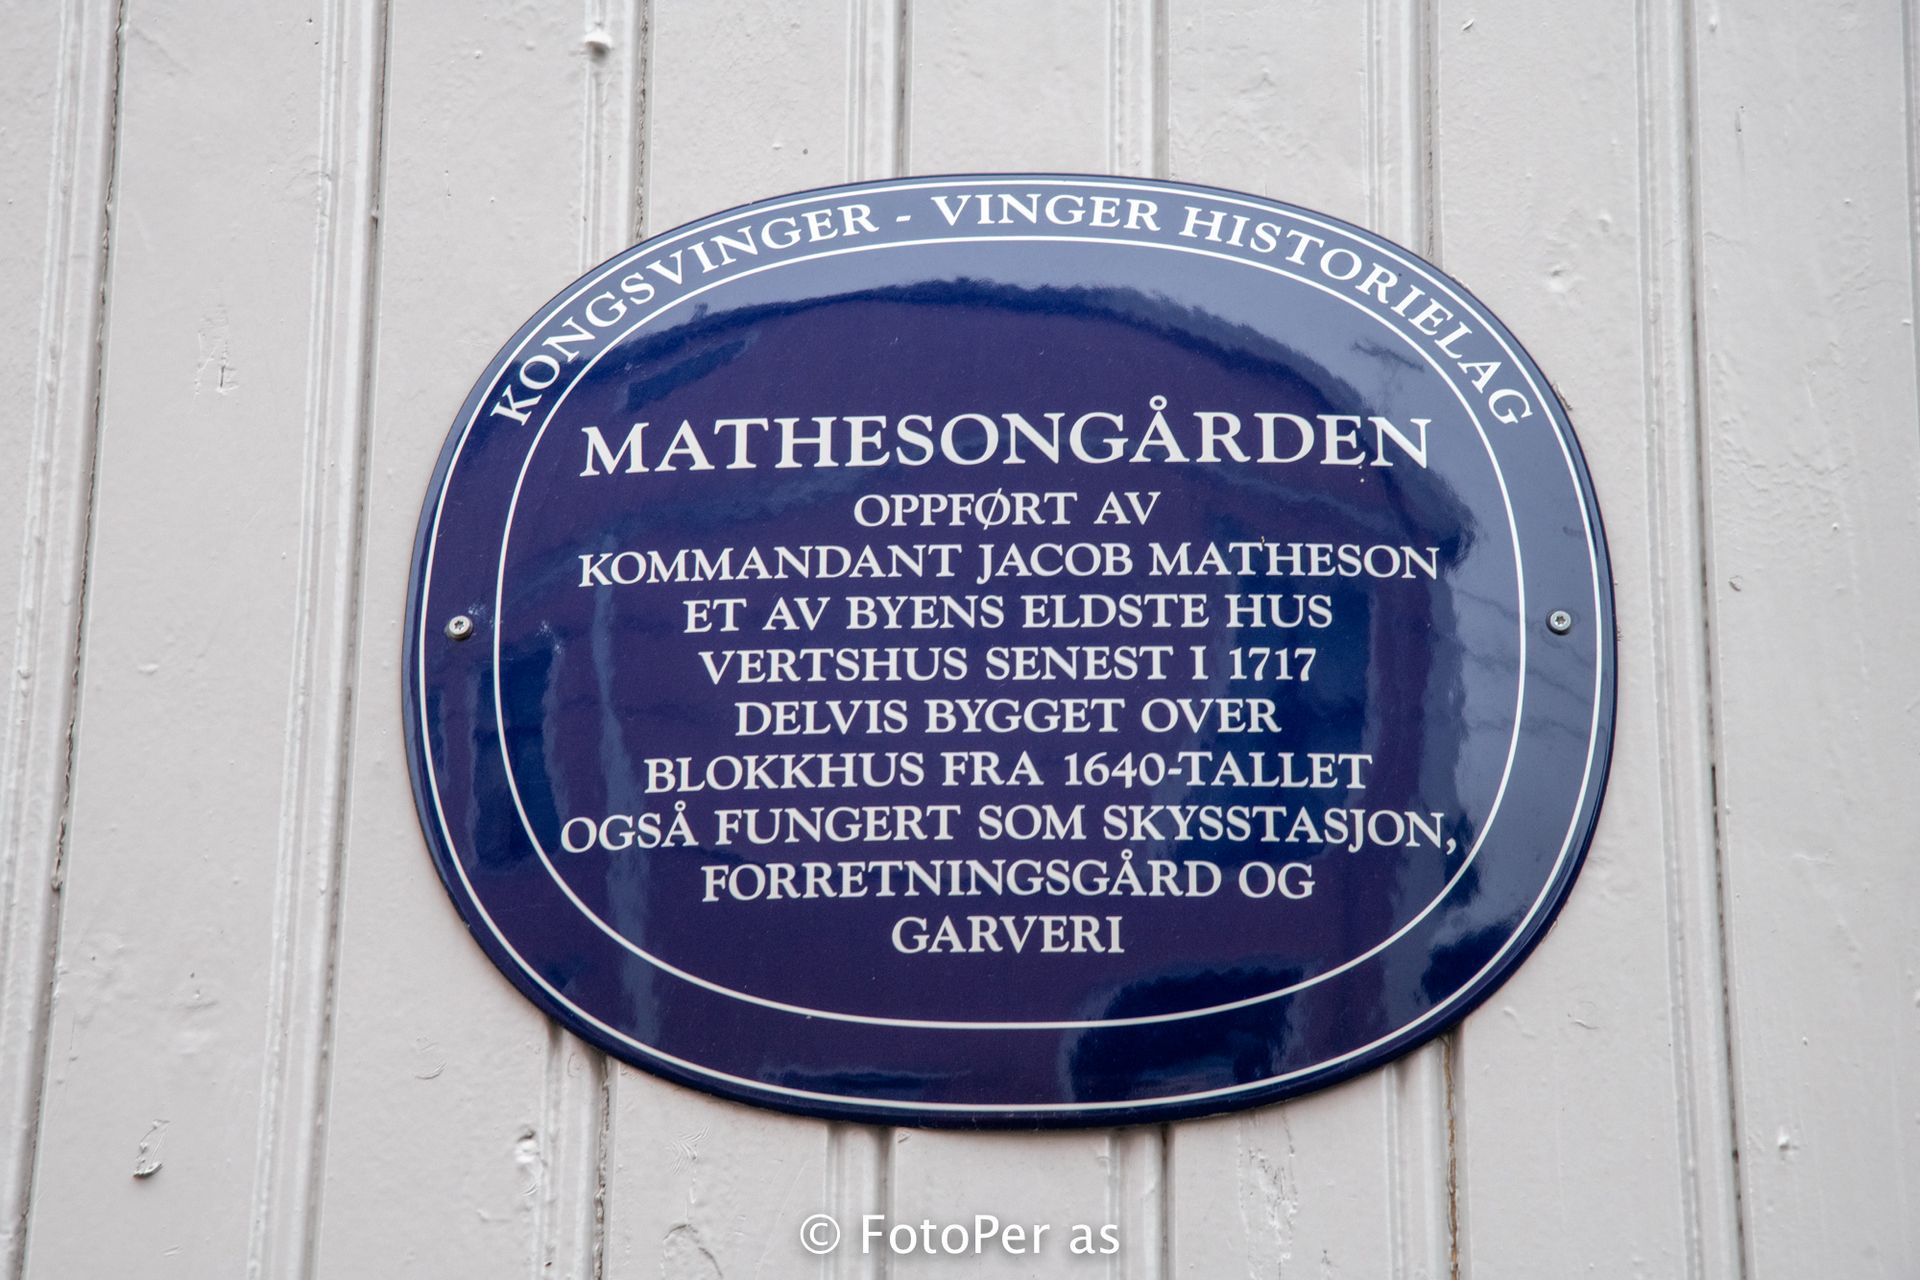 KONGSVINGER - VINGER HISTORIELAG
MATHESONGÅRDEN
OPPFØRT AV
KOMMANDANT JACOB MATHESON
ET AV BYENS ELDSTE HUS
VERTSHUS SENEST I 1717
DELVIS BYGGET OVER
BLOKKHUS FRA 1640-TALLET
OGSÅ FUNGERT SOM SKYSSTASJON,
FORRETNINGSGÅRD OG
GARVERI
© FotoPer as